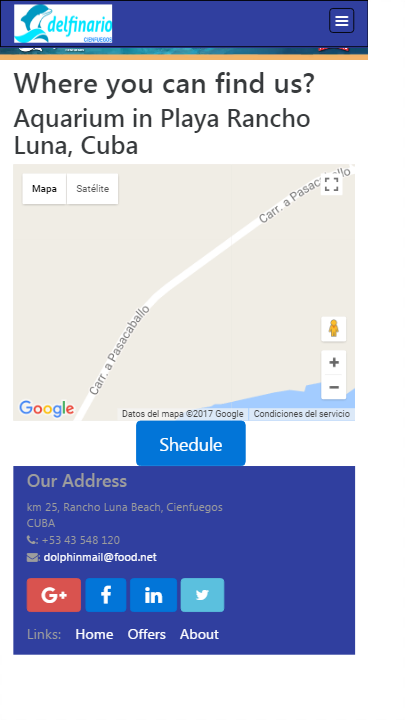 delfinario
CIENFUEGOS
Where you can find us?
Aquarium in Playa Rancho
Luna, Cuba
Mapa Satélite
Carr. a Pasacaballo
Carr. a Pasacaballo
Google
Datos del mapa ©2017 Google Condiciones del servicio
Shedule
Our Address
km 25, Rancho Luna Beach, Cienfuegos
CUBA
: +53 43 548 120
: dolphinmail@food.net
G+ f in
Links: Home Offers About